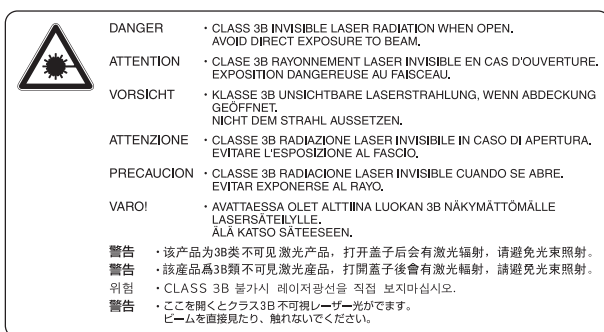 DANGER · CLASS 3B INVISIBLE LASER RADIATION WHEN OPEN.
AVOID DIRECT EXPOSURE TO BEAM.
ATTENTION · CLASE 3B RAYONNEMENT LASER INVISIBLE EN CAS D'OUVERTURE.
EXPOSITION DANGEREUSE AU FAISCEAU.
VORSICHT · KLASSE 3B UNSICHTBARE LASERSTRAHLUNG, WENN ABDECKUNG
GEÖFFNET.
NICHT DEM STRAHL AUSSETZEN.
ATTENZIONE · CLASSE 3B RADIAZIONE LASER INVISIBILE IN CASO DI APERTURA.
EVITARE L'ESPOSIZIONE AL FASCIO.
PRECAUCION · CLASSE 3B RADIACIONE LASER INVISIBLE CUANDO SE ABRE.
EVITAR EXPONERSE AL RAYO.
VARO! · AVATTAESSA OLET ALTTIINA LUOKAN 3B NÄKYMÄTTÖMÄLLE
LASERSÄTEILYLLE.
ÄLÄ KATSO SÄTEESEEN.
警告 ·该产品为3B类不可见激光产品，打开盖子后会有激光辐射，请避免光束照射。
警告 ·該産品爲3B類不可見激光産品，打開蓋子後會有激光輻射，請避免光束照射。
위험 ·CLASS 3B 불가시 레이저광선을 직접 보지마십시오.
警告 ·ここを開くとクラス3B不可視レーザー光がでます。
ビームを直接見たり、触れないでください。